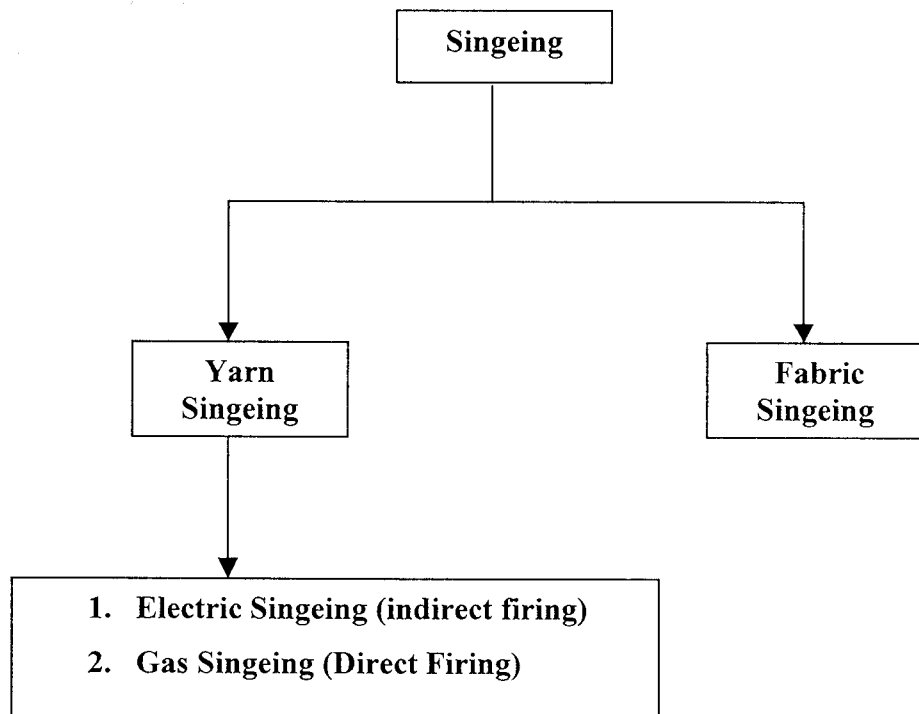 Singeing
Yarn
Singeing
Fabric
Singeing
1. Electric Singeing (indirect firing)
2. Gas Singeing (Direct Firing)